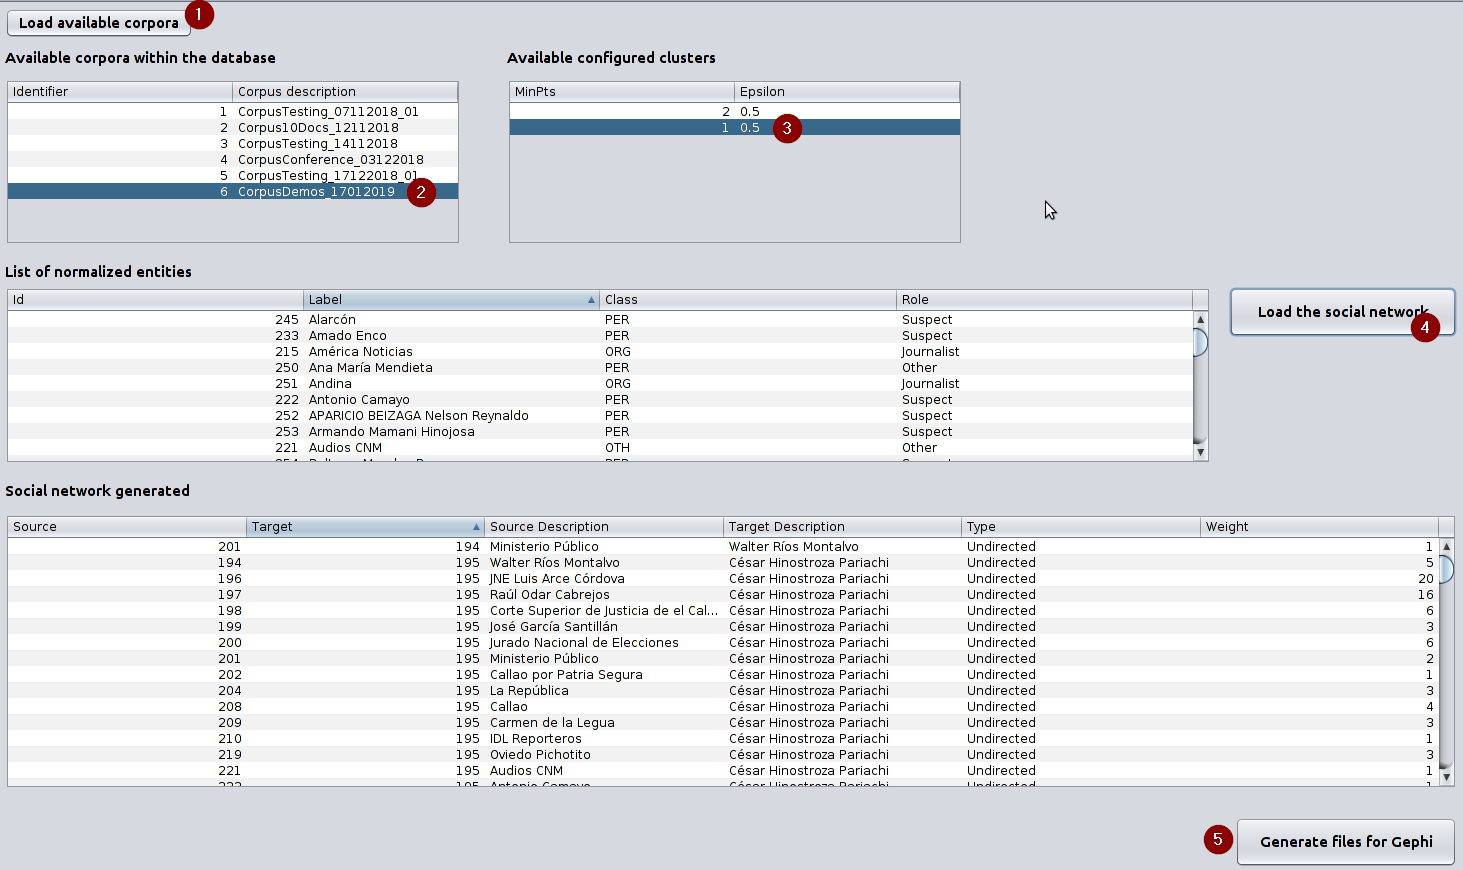 Load available corpora 1
Available corpora within the database Available configured clusters
Identifier Corpus description MinPts Epsilon
1 CorpusTesting_07112018_01 2 0.5
2 Corpus10Docs_12112018 1 0.5 3
3 CorpusTesting_14112018
4 CorpusConference_03122018
5 CorpusTesting_17122018_01
6 CorpusDemos_17012019 2
List of normalized entities
Id Label Class Role
245 Alarcón PER Suspect
233 Amado Enco PER Suspect
215 América Noticias ORG Journalist
250 Ana María Mendieta PER Other
251 Andina ORG Journalist
222 Antonio Camayo PER Suspect
252 APARICIO BEIZAGA Nelson Reynaldo PER Suspect
253 Armando Mamani Hinojosa PER Suspect
221 Audios CNM OTH Other
Load the social network 4
Social network generated
Source Target Source Description Target Description Type Weight
201 194 Ministerio Público Walter Ríos Montalvo Undirected 1
194 195 Walter Ríos Montalvo César Hinostroza Pariachi Undirected 5
196 195 JNE Luis Arce Córdova César Hinostroza Pariachi Undirected 20
197 195 Raúl Odar Cabrejos César Hinostroza Pariachi Undirected 16
198 195 Corte Superior de Justicia de el Cal... César Hinostroza Pariachi Undirected 6
199 195 José García Santillán César Hinostroza Pariachi Undirected 3
200 195 Jurado Nacional de Elecciones César Hinostroza Pariachi Undirected 6
201 195 Ministerio Público César Hinostroza Pariachi Undirected 2
202 195 Callao por Patria Segura César Hinostroza Pariachi Undirected 1
204 195 La República César Hinostroza Pariachi Undirected 3
208 195 Callao César Hinostroza Pariachi Undirected 4
209 195 Carmen de la Legua César Hinostroza Pariachi Undirected 3
210 195 IDL Reporteros César Hinostroza Pariachi Undirected 1
219 195 Oviedo Pichotito César Hinostroza Pariachi Undirected 3
221 195 Audios CNM César Hinostroza Pariachi Undirected 1
222 195 Antonio Camayo César Hinostroza Pariachi Undirected 1
5 Generate files for Gephi